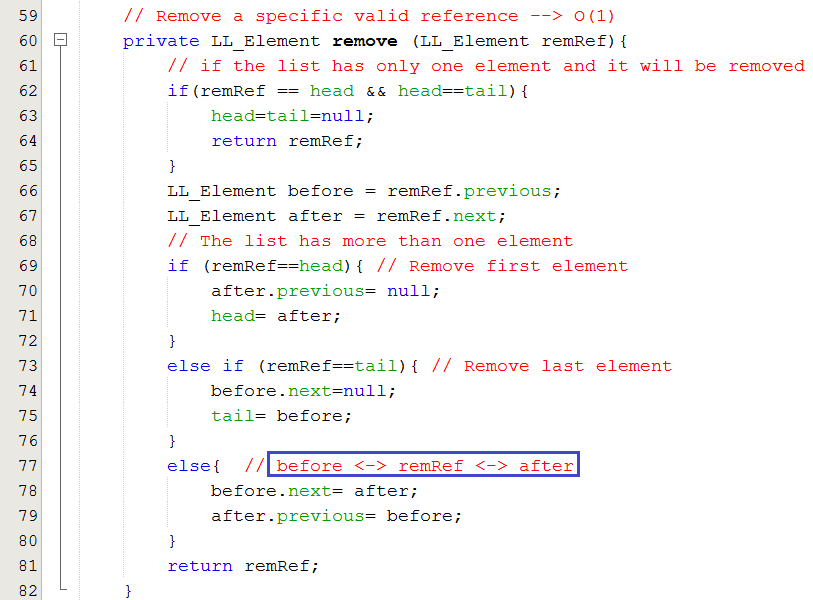 59 // Remove a specific valid reference --> O(1)
60 private LL_Element remove (LL_Element remRef){
61 // if the list has only one element and it will be removed
62 if(remRef == head && head==tail){
63 head=tail=null;
64 return remRef;
65 }
66 LL_Element before = remRef.previous;
67 LL_Element after = remRef.next;
68 // The list has more than one element
69 if (remRef==head){ // Remove first element
70 after.previous= null;
71 head= after;
72 }
73 else if (remRef==tail){ // Remove last element
74 before.next=null;
75 tail= before;
76 }
77 else{ // before <-> remRef <-> after
78 before.next= after;
79 after.previous= before;
80 }
81 return remRef;
82 }